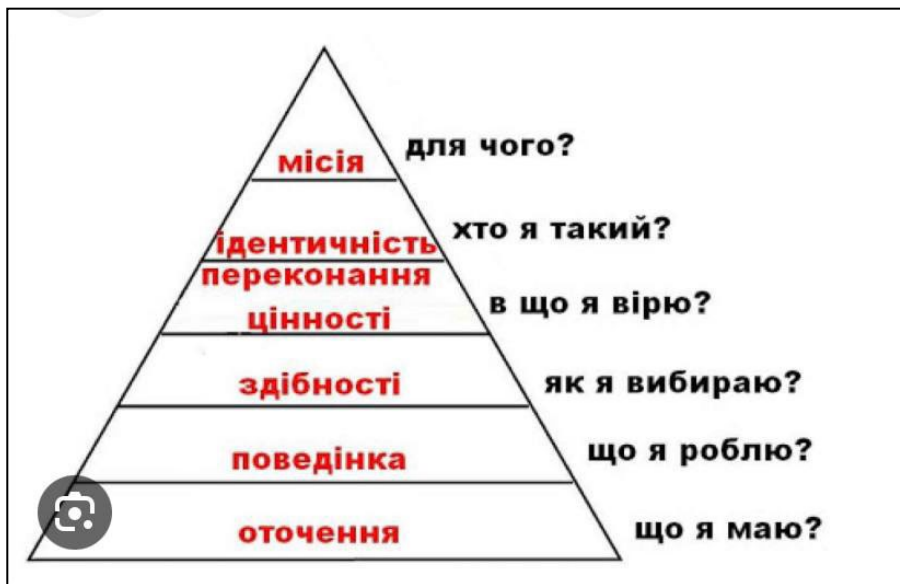 місія
для чого?
ідентичність
хто я такий?
переконання
цінності
в що я вірю?
здібності
як я вибираю?
поведінка
що я роблю?
оточення
що я маю?